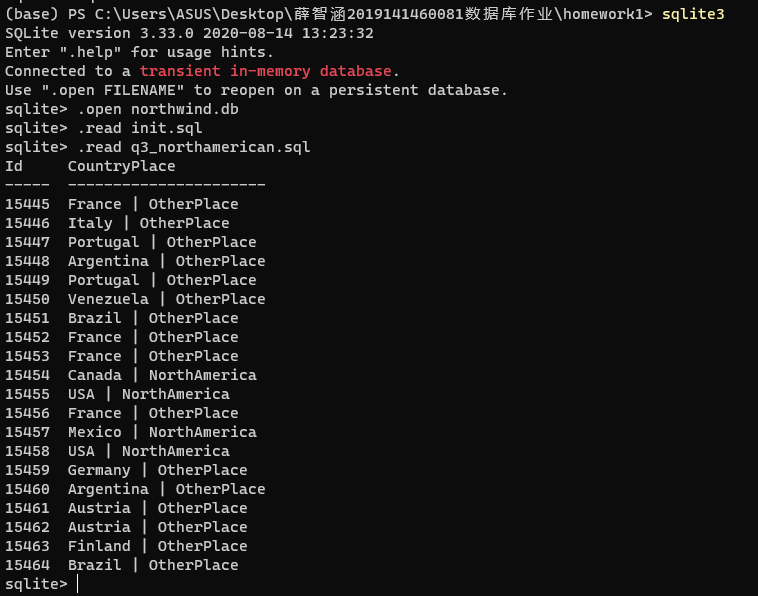 (base) PS C:\Users\ASUS\Desktop\薛智涵2019141460081数据库作业\homework1> sqlite3
SQLite version 3.33.0 2020-08-14 13:23:32
Enter ".help" for usage hints.
Connected to a transient in-memory database.
Use ".open FILENAME" to reopen on a persistent database.
sqlite> .open northwind.db
sqlite> .read init.sql
sqlite> .read q3_northamerican.sql
Id     CountryPlace
-----  ----------------------
15445  France | OtherPlace
15446  Italy | OtherPlace
15447  Portugal | OtherPlace
15448  Argentina | OtherPlace
15449  Portugal | OtherPlace
15450  Venezuela | OtherPlace
15451  Brazil | OtherPlace
15452  France | OtherPlace
15453  France | OtherPlace
15454  Canada | NorthAmerica
15455  USA | NorthAmerica
15456  France | OtherPlace
15457  Mexico | NorthAmerica
15458  USA | NorthAmerica
15459  Germany | OtherPlace
15460  Argentina | OtherPlace
15461  Austria | OtherPlace
15462  Austria | OtherPlace
15463  Finland | OtherPlace
15464  Brazil | OtherPlace
sqlite>